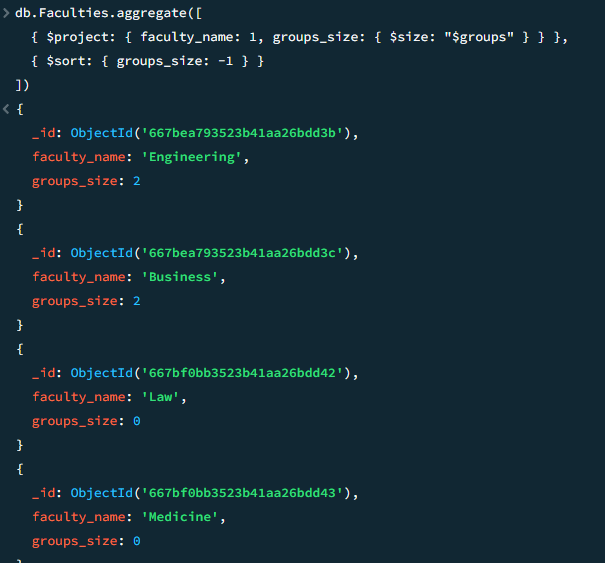 > db.Faculties.aggregate([
{ $project: { faculty_name: 1, groups_size: { $size: "$groups" } } },
{ $sort: { groups_size: -1 } }
])
< {
_id: ObjectId('667bea793523b41aa26bdd3b'),
faculty_name: 'Engineering',
groups_size: 2
}
{
_id: ObjectId('667bea793523b41aa26bdd3c'),
faculty_name: 'Business',
groups_size: 2
}
{
_id: ObjectId('667bf0bb3523b41aa26bdd42'),
faculty_name: 'Law',
groups_size: 0
}
{
_id: ObjectId('667bf0bb3523b41aa26bdd43'),
faculty_name: 'Medicine',
groups_size: 0
}